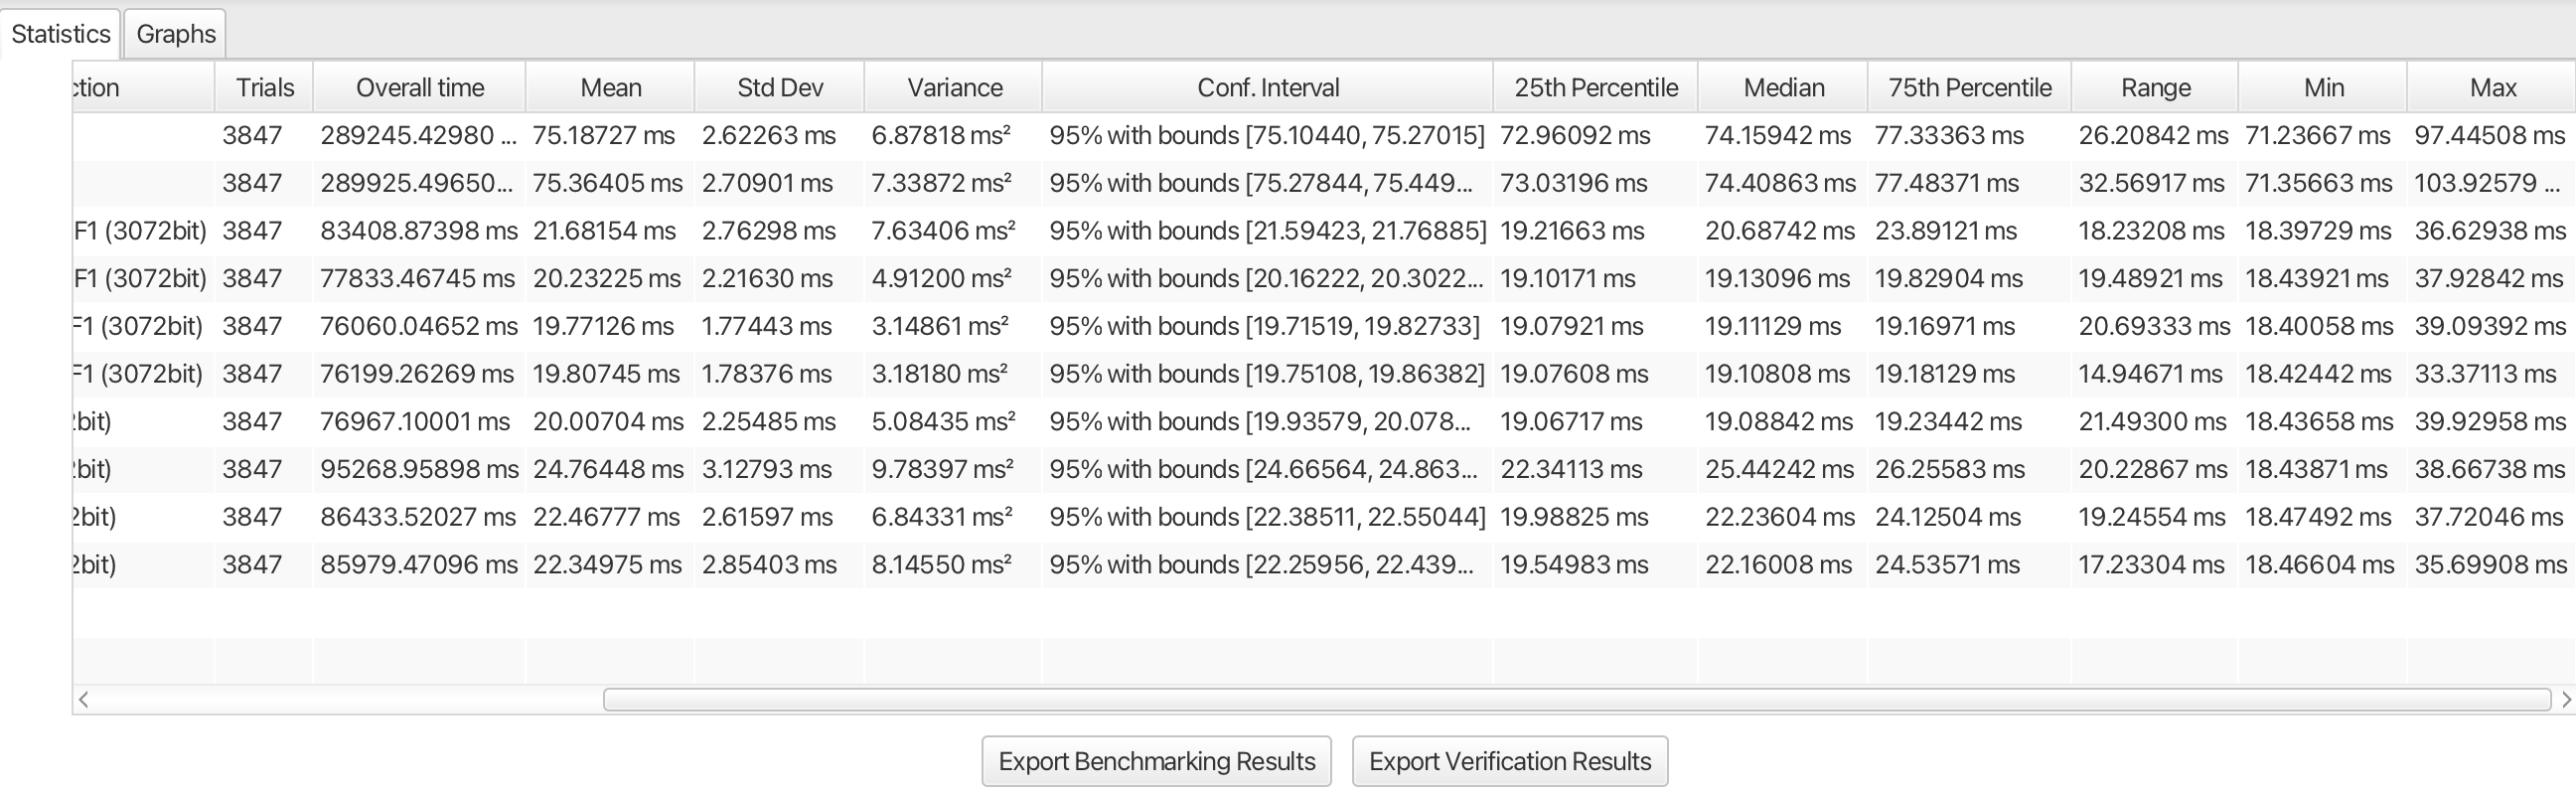 Statistics Graphs
ction Trials Overall time Mean Std Dev Variance Conf. Interval 25th Percentile Median 75th Percentile Range Min Max
3847 289245.42980 ... 75.18727 ms 2.62263 ms 6.87818 ms² 95% with bounds [75.10440, 75.27015] 72.96092 ms 74.15942 ms 77.33363 ms 26.20842 ms 71.23667 ms 97.44508 ms
3847 289925.49650... 75.36405 ms 2.70901 ms 7.33872 ms² 95% with bounds [75.27844, 75.449... 73.03196 ms 74.40863 ms 77.48371 ms 32.56917 ms 71.35663 ms 103.92579 ...
F1 (3072bit) 3847 83408.87398 ms 21.68154 ms 2.76298 ms 7.63406 ms² 95% with bounds [21.59423, 21.76885] 19.21663 ms 20.68742 ms 23.89121 ms 18.23208 ms 18.39729 ms 36.62938 ms
F1 (3072bit) 3847 77833.46745 ms 20.23225 ms 2.21630 ms 4.91200 ms² 95% with bounds [20.16222, 20.3022... 19.10171 ms 19.13096 ms 19.82904 ms 19.48921 ms 18.43921 ms 37.92842 ms
F1 (3072bit) 3847 76060.04652 ms 19.77126 ms 1.77443 ms 3.14861 ms² 95% with bounds [19.71519, 19.82733] 19.07921 ms 19.11129 ms 19.16971 ms 20.69333 ms 18.40058 ms 39.09392 ms
F1 (3072bit) 3847 76199.26269 ms 19.80745 ms 1.78376 ms 3.18180 ms² 95% with bounds [19.75108, 19.86382] 19.07608 ms 19.10808 ms 19.18129 ms 14.94671 ms 18.42442 ms 33.37113 ms
2bit) 3847 76967.10001 ms 20.00704 ms 2.25485 ms 5.08435 ms² 95% with bounds [19.93579, 20.078... 19.06717 ms 19.08842 ms 19.23442 ms 21.49300 ms 18.43658 ms 39.92958 ms
2bit) 3847 95268.95898 ms 24.76448 ms 3.12793 ms 9.78397 ms² 95% with bounds [24.66564, 24.863... 22.34113 ms 25.44242 ms 26.25583 ms 20.22867 ms 18.43871 ms 38.66738 ms
2bit) 3847 86433.52027 ms 22.46777 ms 2.61597 ms 6.84331 ms² 95% with bounds [22.38511, 22.55044] 19.98825 ms 22.23604 ms 24.12504 ms 19.24554 ms 18.47492 ms 37.72046 ms
2bit) 3847 85979.47096 ms 22.34975 ms 2.85403 ms 8.14550 ms² 95% with bounds [22.25956, 22.439... 19.54983 ms 22.16008 ms 24.53571 ms 17.23304 ms 18.46604 ms 35.69908 ms
Export Benchmarking Results Export Verification Results